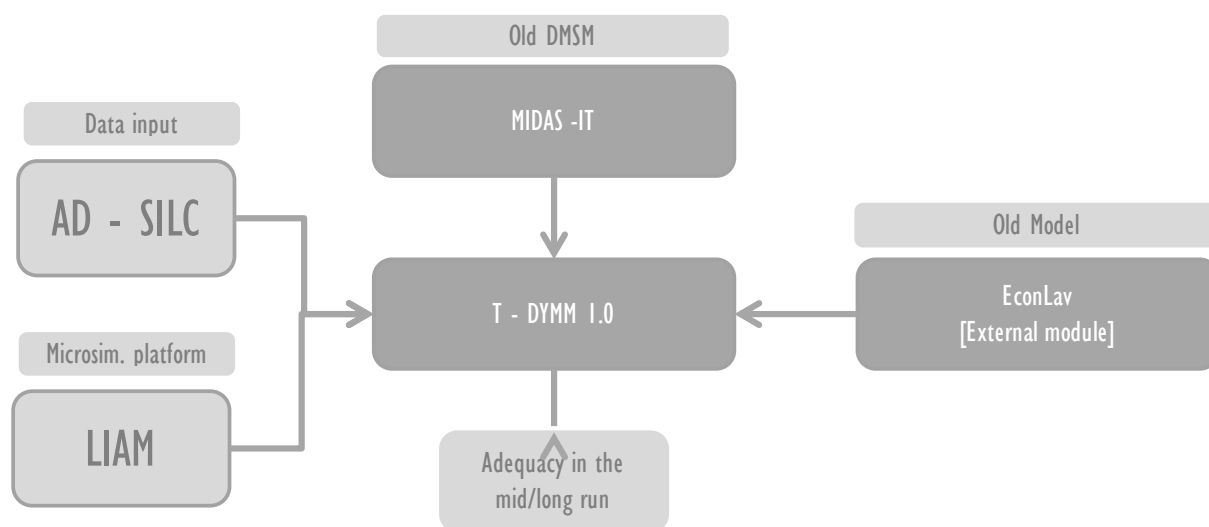 Old DMSM
MIDAS -IT
Data input
AD - SILC
Old Model
T - DYMM 1.0
EconLav
[External module]
Microsim. platform
LIAM
Adequacy in the
mid/long run